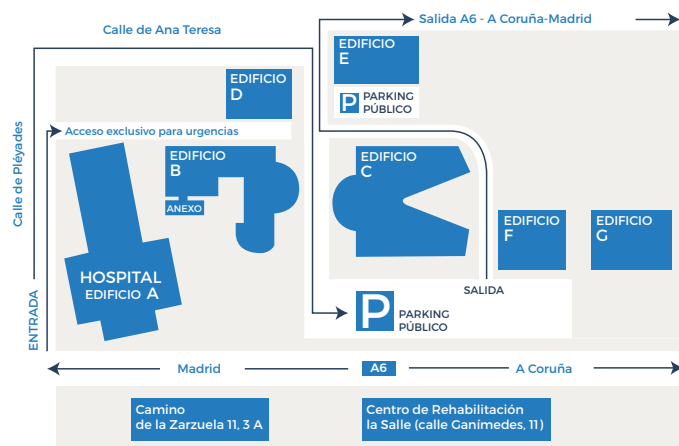 Salida A6 - A Coruña-Madrid
Calle de Ana Teresa
EDIFICIO
E
P
PARKING
PÚBLICO
EDIFICIO
D
Acceso exclusivo para urgencias
Calle de Pléyades
EDIFICIO
B
ANEXO
EDIFICIO
C
EDIFICIO
F
EDIFICIO
G
HOSPITAL
EDIFICIO A
SALIDA
ENTRADA
P
PARKING
PÚBLICO
Madrid
A6
A Coruña
Camino
de la Zarzuela 11, 3 A
Centro de Rehabilitación
la Salle (calle Ganímedes, 11)